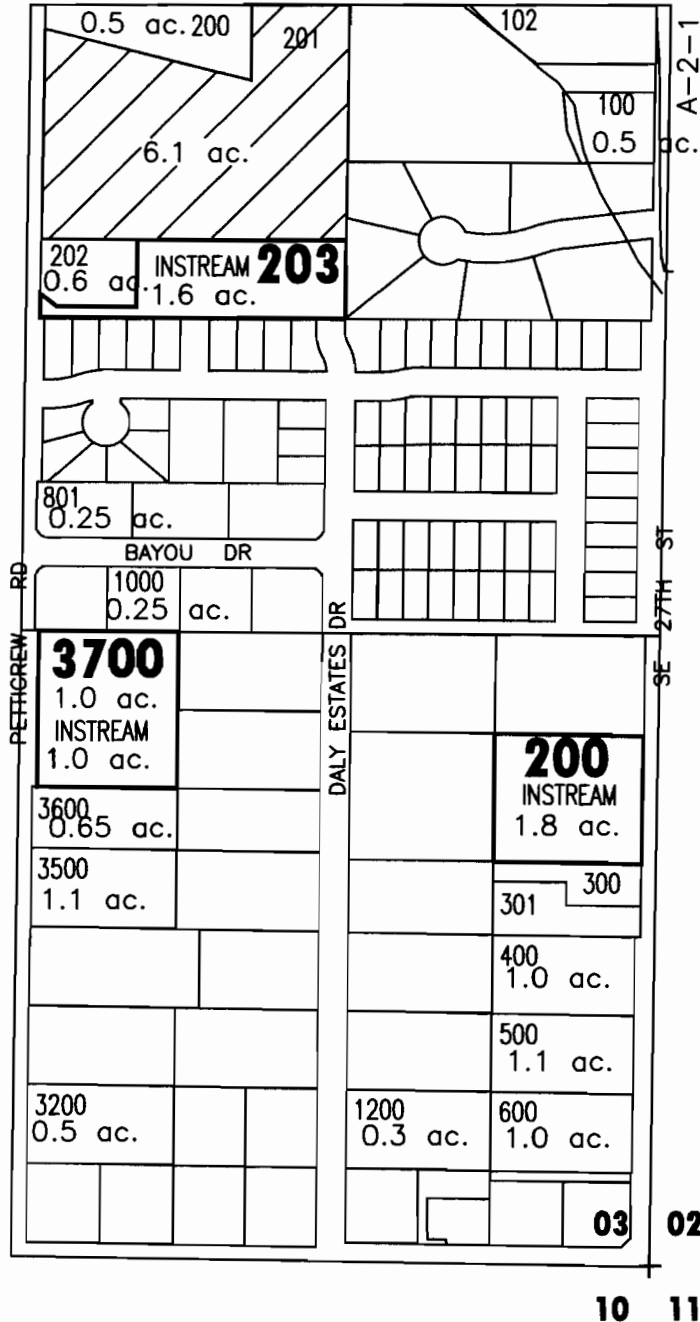 0.5 ac. 200
201
102
A-2-1
100
0.5 ac.
6.1 ac.
202
0.6 ac.
INSTREAM 203
1.6 ac.
801
0.25 ac.
BAYOU DR
1000
0.25 ac.
PETTIGREW RD
DALY ESTATES DR
SE 27TH ST
3700
1.0 ac.
INSTREAM
1.0 ac.
200
INSTREAM
1.8 ac.
3600
0.65 ac.
3500
1.1 ac.
300
301
400
1.0 ac.
500
1.1 ac.
3200
0.5 ac.
1200
0.3 ac.
600
1.0 ac.
03 02
10 11